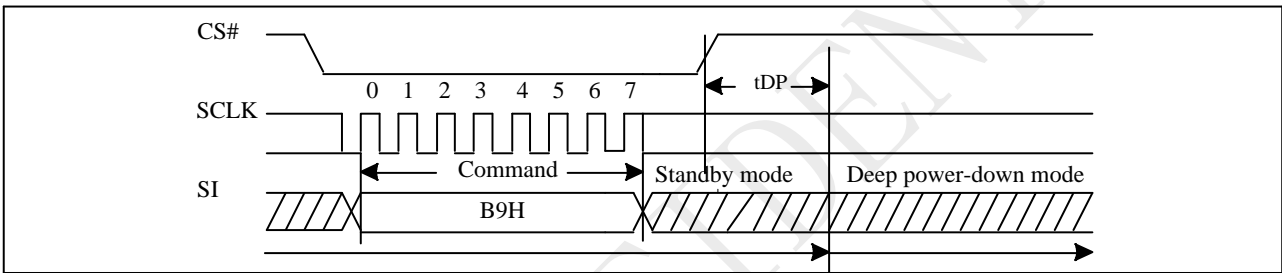 CS#
tDP
0 1 2 3 4 5 6 7
SCLK
Command
Standby mode
Deep power-down mode
SI
B9H